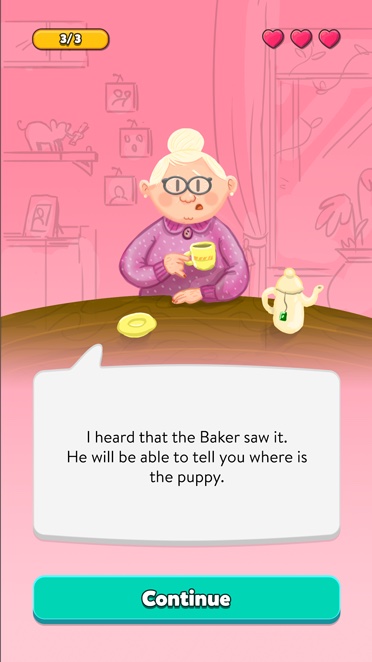 3/3
I heard that the Baker saw it.
He will be able to tell you where is
the puppy.
Continue